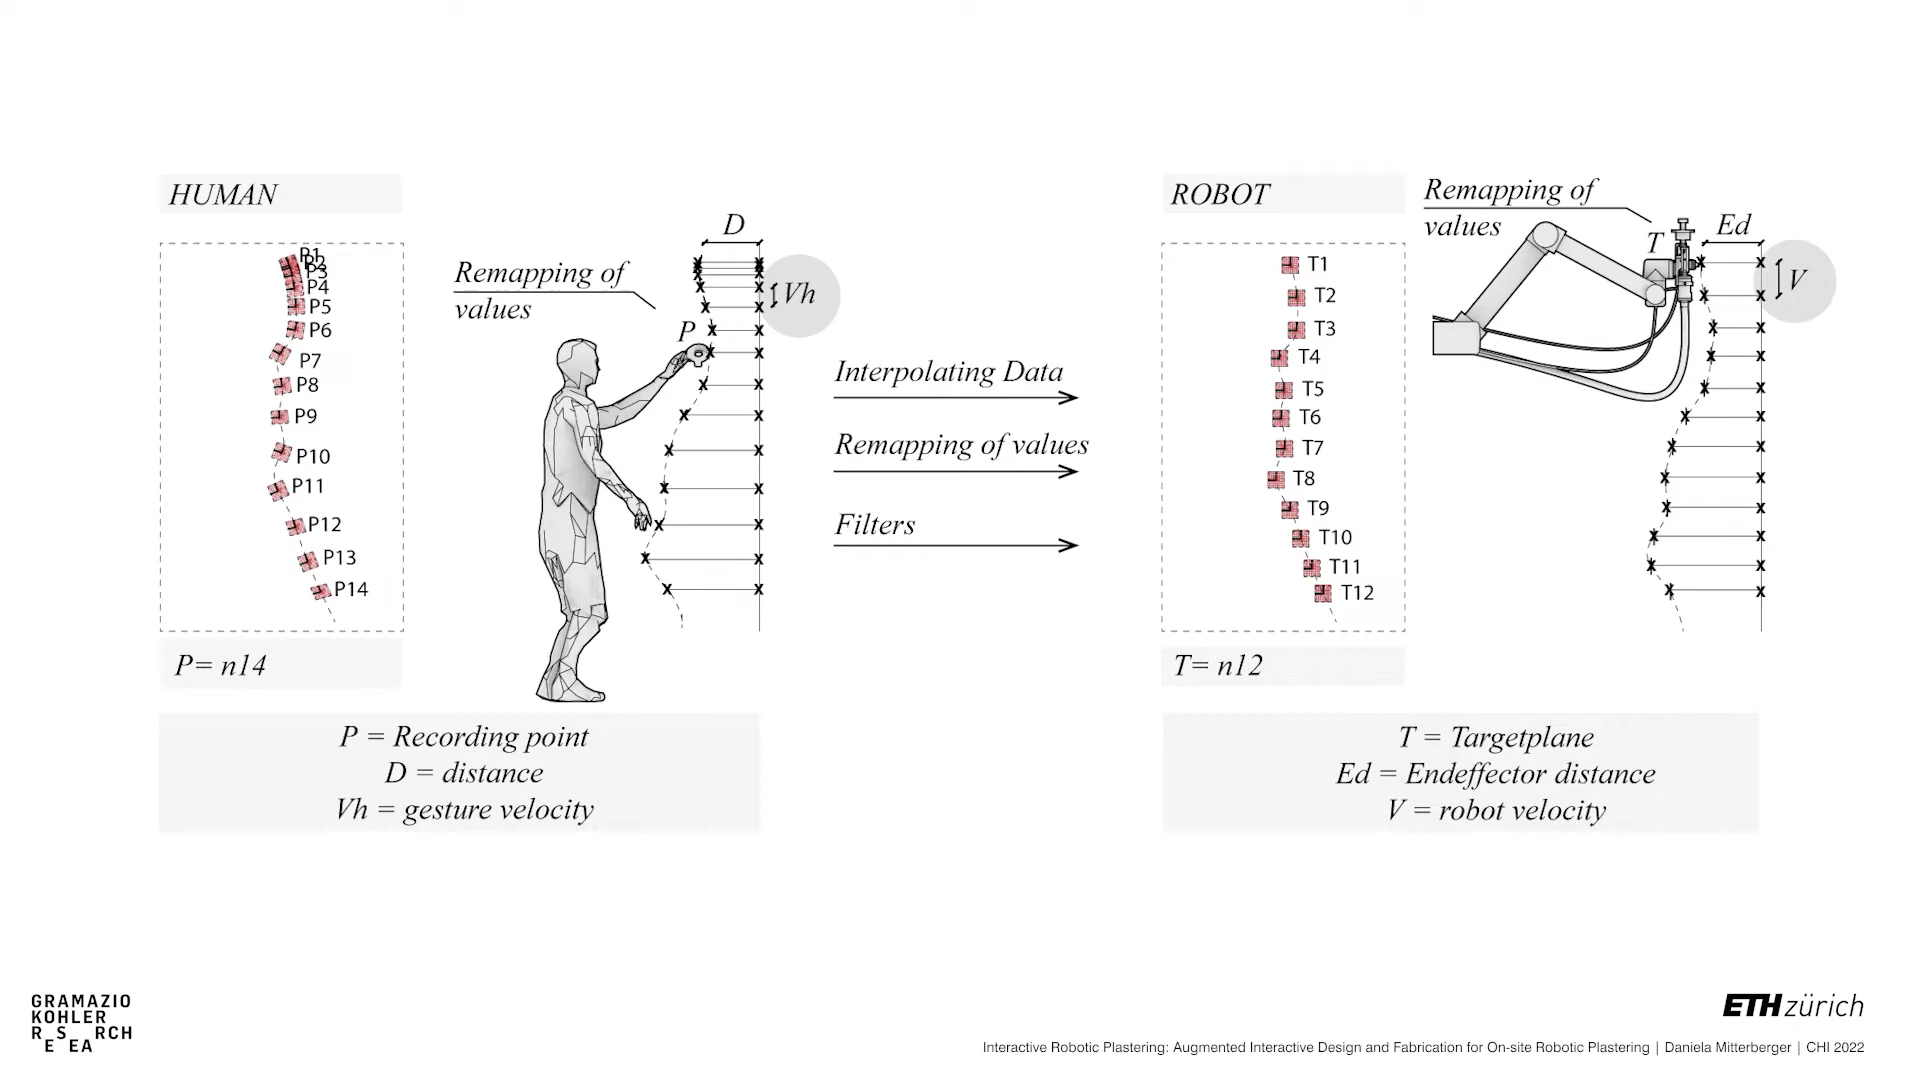 HUMAN
P1
P2
P3
P4
P5
P6
P7
P8
P9
P10
P11
P12
P13
P14
P= n14
Remapping of
values
D
Vh
P
P = Recording point
D = distance
Vh = gesture velocity
Interpolating Data
Remapping of values
Filters
ROBOT
T1
T2
T3
T4
T5
T6
T7
T8
T9
T10
T11
T12
T= n12
Remapping of
values
T
Ed
V
T = Targetplane
Ed = Endeffector distance
V = robot velocity
GRAMAZIO
KOHLER
RESEARCH
ETH zürich
Interactive Robotic Plastering: Augmented Interactive Design and Fabrication for On-site Robotic Plastering | Daniela Mitterberger | CHI 2022